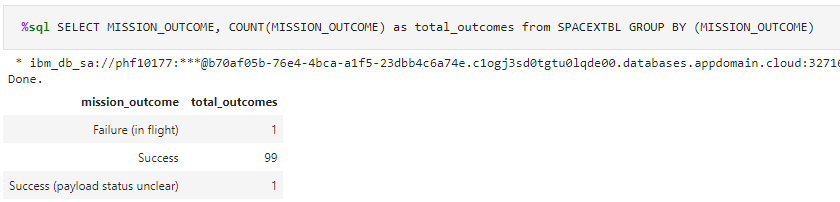 %sql SELECT MISSION_OUTCOME, COUNT(MISSION_OUTCOME) as total_outcomes from SPACEXTBL GROUP BY (MISSION_OUTCOME)
* ibm_db_sa://phf10177:***@b70af05b-76e4-4bca-a1f5-23dbb4c6a74e.c1ogj3sd0tgtu0lqde00.databases.appdomain.cloud:32716
Done.
mission_outcome total_outcomes
Failure (in flight) 1
Success 99
Success (payload status unclear) 1